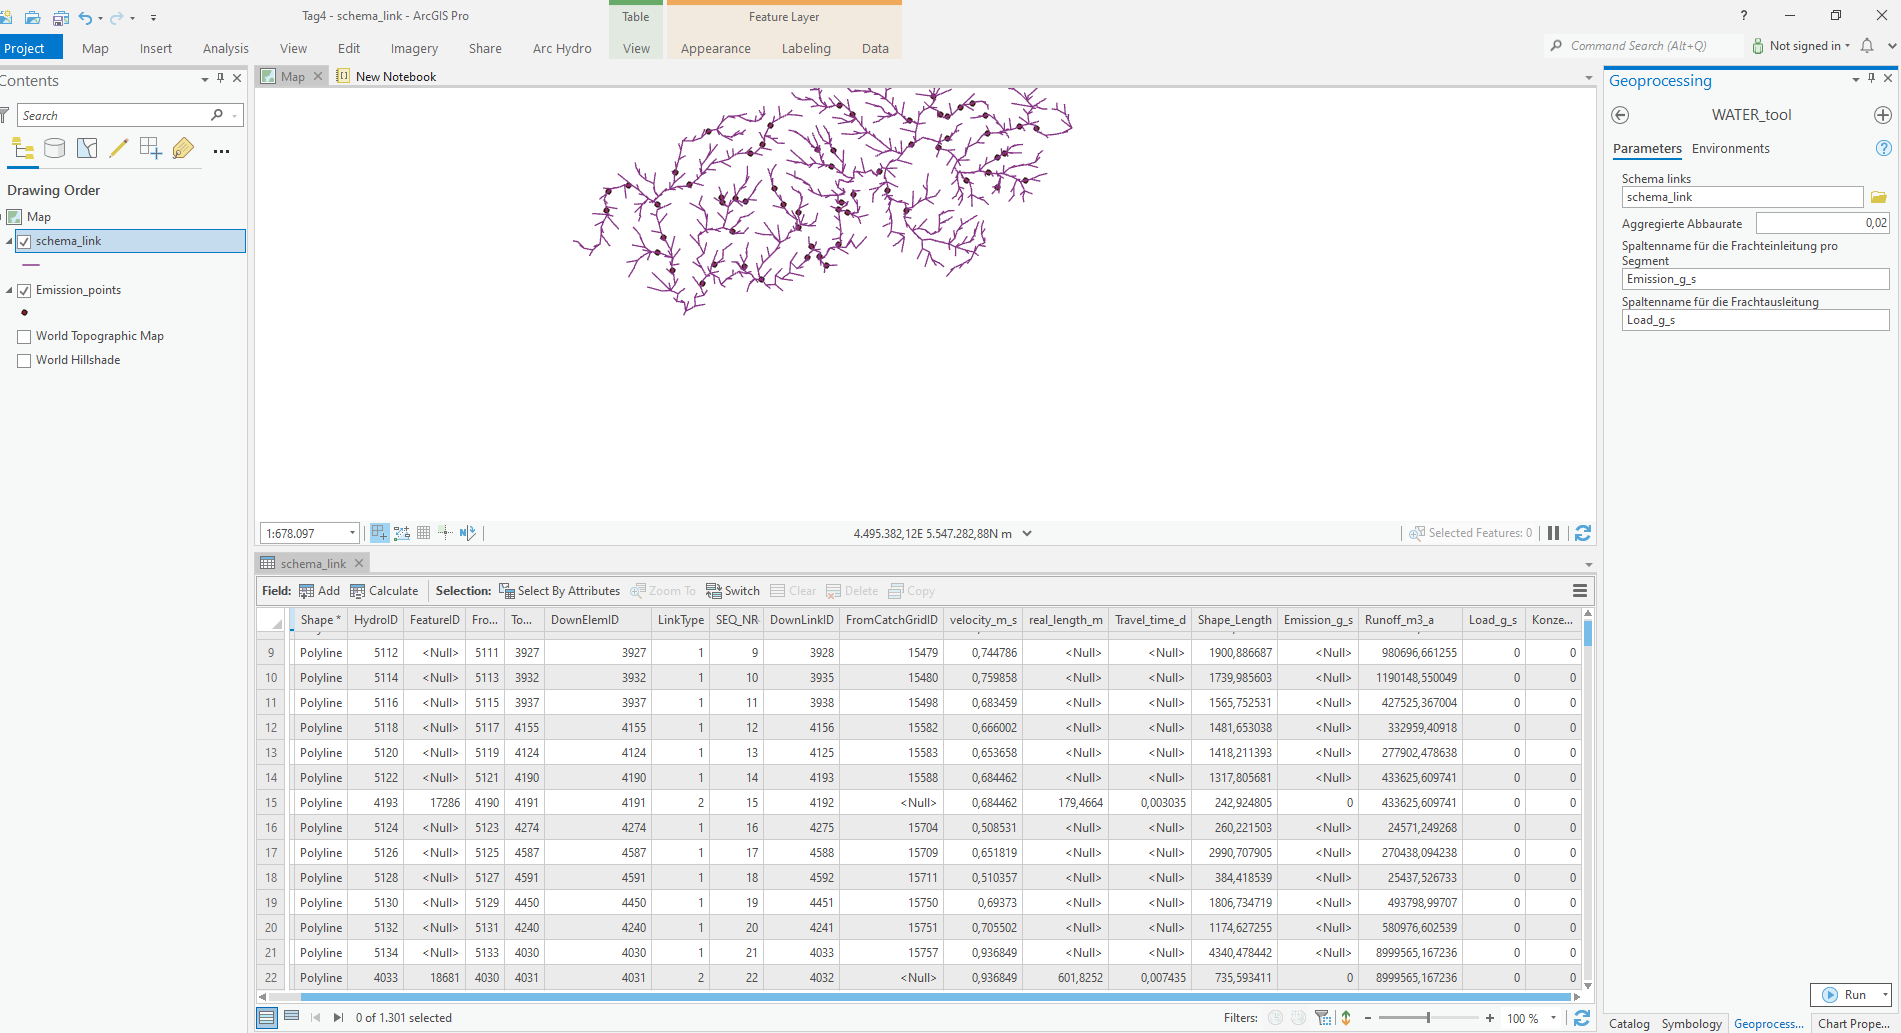 Tag4 - schema_link - ArcGIS Pro
Table
Feature Layer
?
Project Map Insert Analysis View Edit Imagery Share Arc Hydro View Appearance Labeling Data
Command Search (Alt+Q)
Not signed in
Contents
Search
Drawing Order
Map
schema_link
Emission_points
World Topographic Map
World Hillshade
Map
New Notebook
1:678.097
4.495.382,12E 5.547.282,88N m
Selected Features: 0
schema_link
Field: Add Calculate Selection: Select By Attributes Zoom To Switch Clear Delete Copy
Shape * HydroID FeatureID Fro... To... DownElemID LinkType SEQ_NR DownLinkID FromCatchGridID velocity_m_s real_length_m Travel_time_d Shape_Length Emission_g_s Runoff_m3_a Load_g_s Konze...
9 Polyline 5112 <Null> 5111 3927 3927 1 9 3928 15479 0,744786 <Null> <Null> 1900,886687 <Null> 980696,661255 0 0
10 Polyline 5114 <Null> 5113 3932 3932 1 10 3935 15480 0,759858 <Null> <Null> 1739,985603 <Null> 1190148,550049 0 0
11 Polyline 5116 <Null> 5115 3937 3937 1 11 3938 15498 0,683459 <Null> <Null> 1565,752531 <Null> 427525,367004 0 0
12 Polyline 5118 <Null> 5117 4155 4155 1 12 4156 15582 0,666002 <Null> <Null> 1481,653038 <Null> 332959,40918 0 0
13 Polyline 5120 <Null> 5119 4124 4124 1 13 4125 15583 0,653658 <Null> <Null> 1418,211393 <Null> 277902,478638 0 0
14 Polyline 5122 <Null> 5121 4190 4190 1 14 4193 15588 0,684462 <Null> <Null> 1317,805681 <Null> 433625,609741 0 0
15 Polyline 4193 17286 4190 4191 4191 2 15 4192 <Null> 0,684462 179,4664 0,003035 242,924805 0 433625,609741 0 0
16 Polyline 5124 <Null> 5123 4274 4274 1 16 4275 15704 0,508531 <Null> <Null> 260,221503 <Null> 24571,249268 0 0
17 Polyline 5126 <Null> 5125 4587 4587 1 17 4588 15709 0,651819 <Null> <Null> 2990,707905 <Null> 270438,094238 0 0
18 Polyline 5128 <Null> 5127 4591 4591 1 18 4592 15711 0,510357 <Null> <Null> 384,418539 <Null> 25437,526733 0 0
19 Polyline 5130 <Null> 5129 4450 4450 1 19 4451 15750 0,69373 <Null> <Null> 1806,734719 <Null> 493798,99707 0 0
20 Polyline 5132 <Null> 5131 4240 4240 1 20 4241 15751 0,705502 <Null> <Null> 1174,627255 <Null> 580976,602539 0 0
21 Polyline 5134 <Null> 5133 4030 4030 1 21 4033 15757 0,936849 <Null> <Null> 4340,478442 <Null> 8999565,167236 0 0
22 Polyline 4033 18681 4030 4031 4031 2 22 4032 <Null> 0,936849 601,8252 0,007435 735,593411 0 8999565,167236 0 0
0 of 1.301 selected
Filters:
100 %
Geoprocessing
WATER_tool
Parameters Environments
?
Schema links
schema_link
Aggregierte Abbaurate 0,02
Spaltenname für die Frachteinleitung pro
Segment
Emission_g_s
Spaltenname für die Frachtausleitung
Load_g_s
Run
Catalog Symbology Geoprocess... Chart Prope...